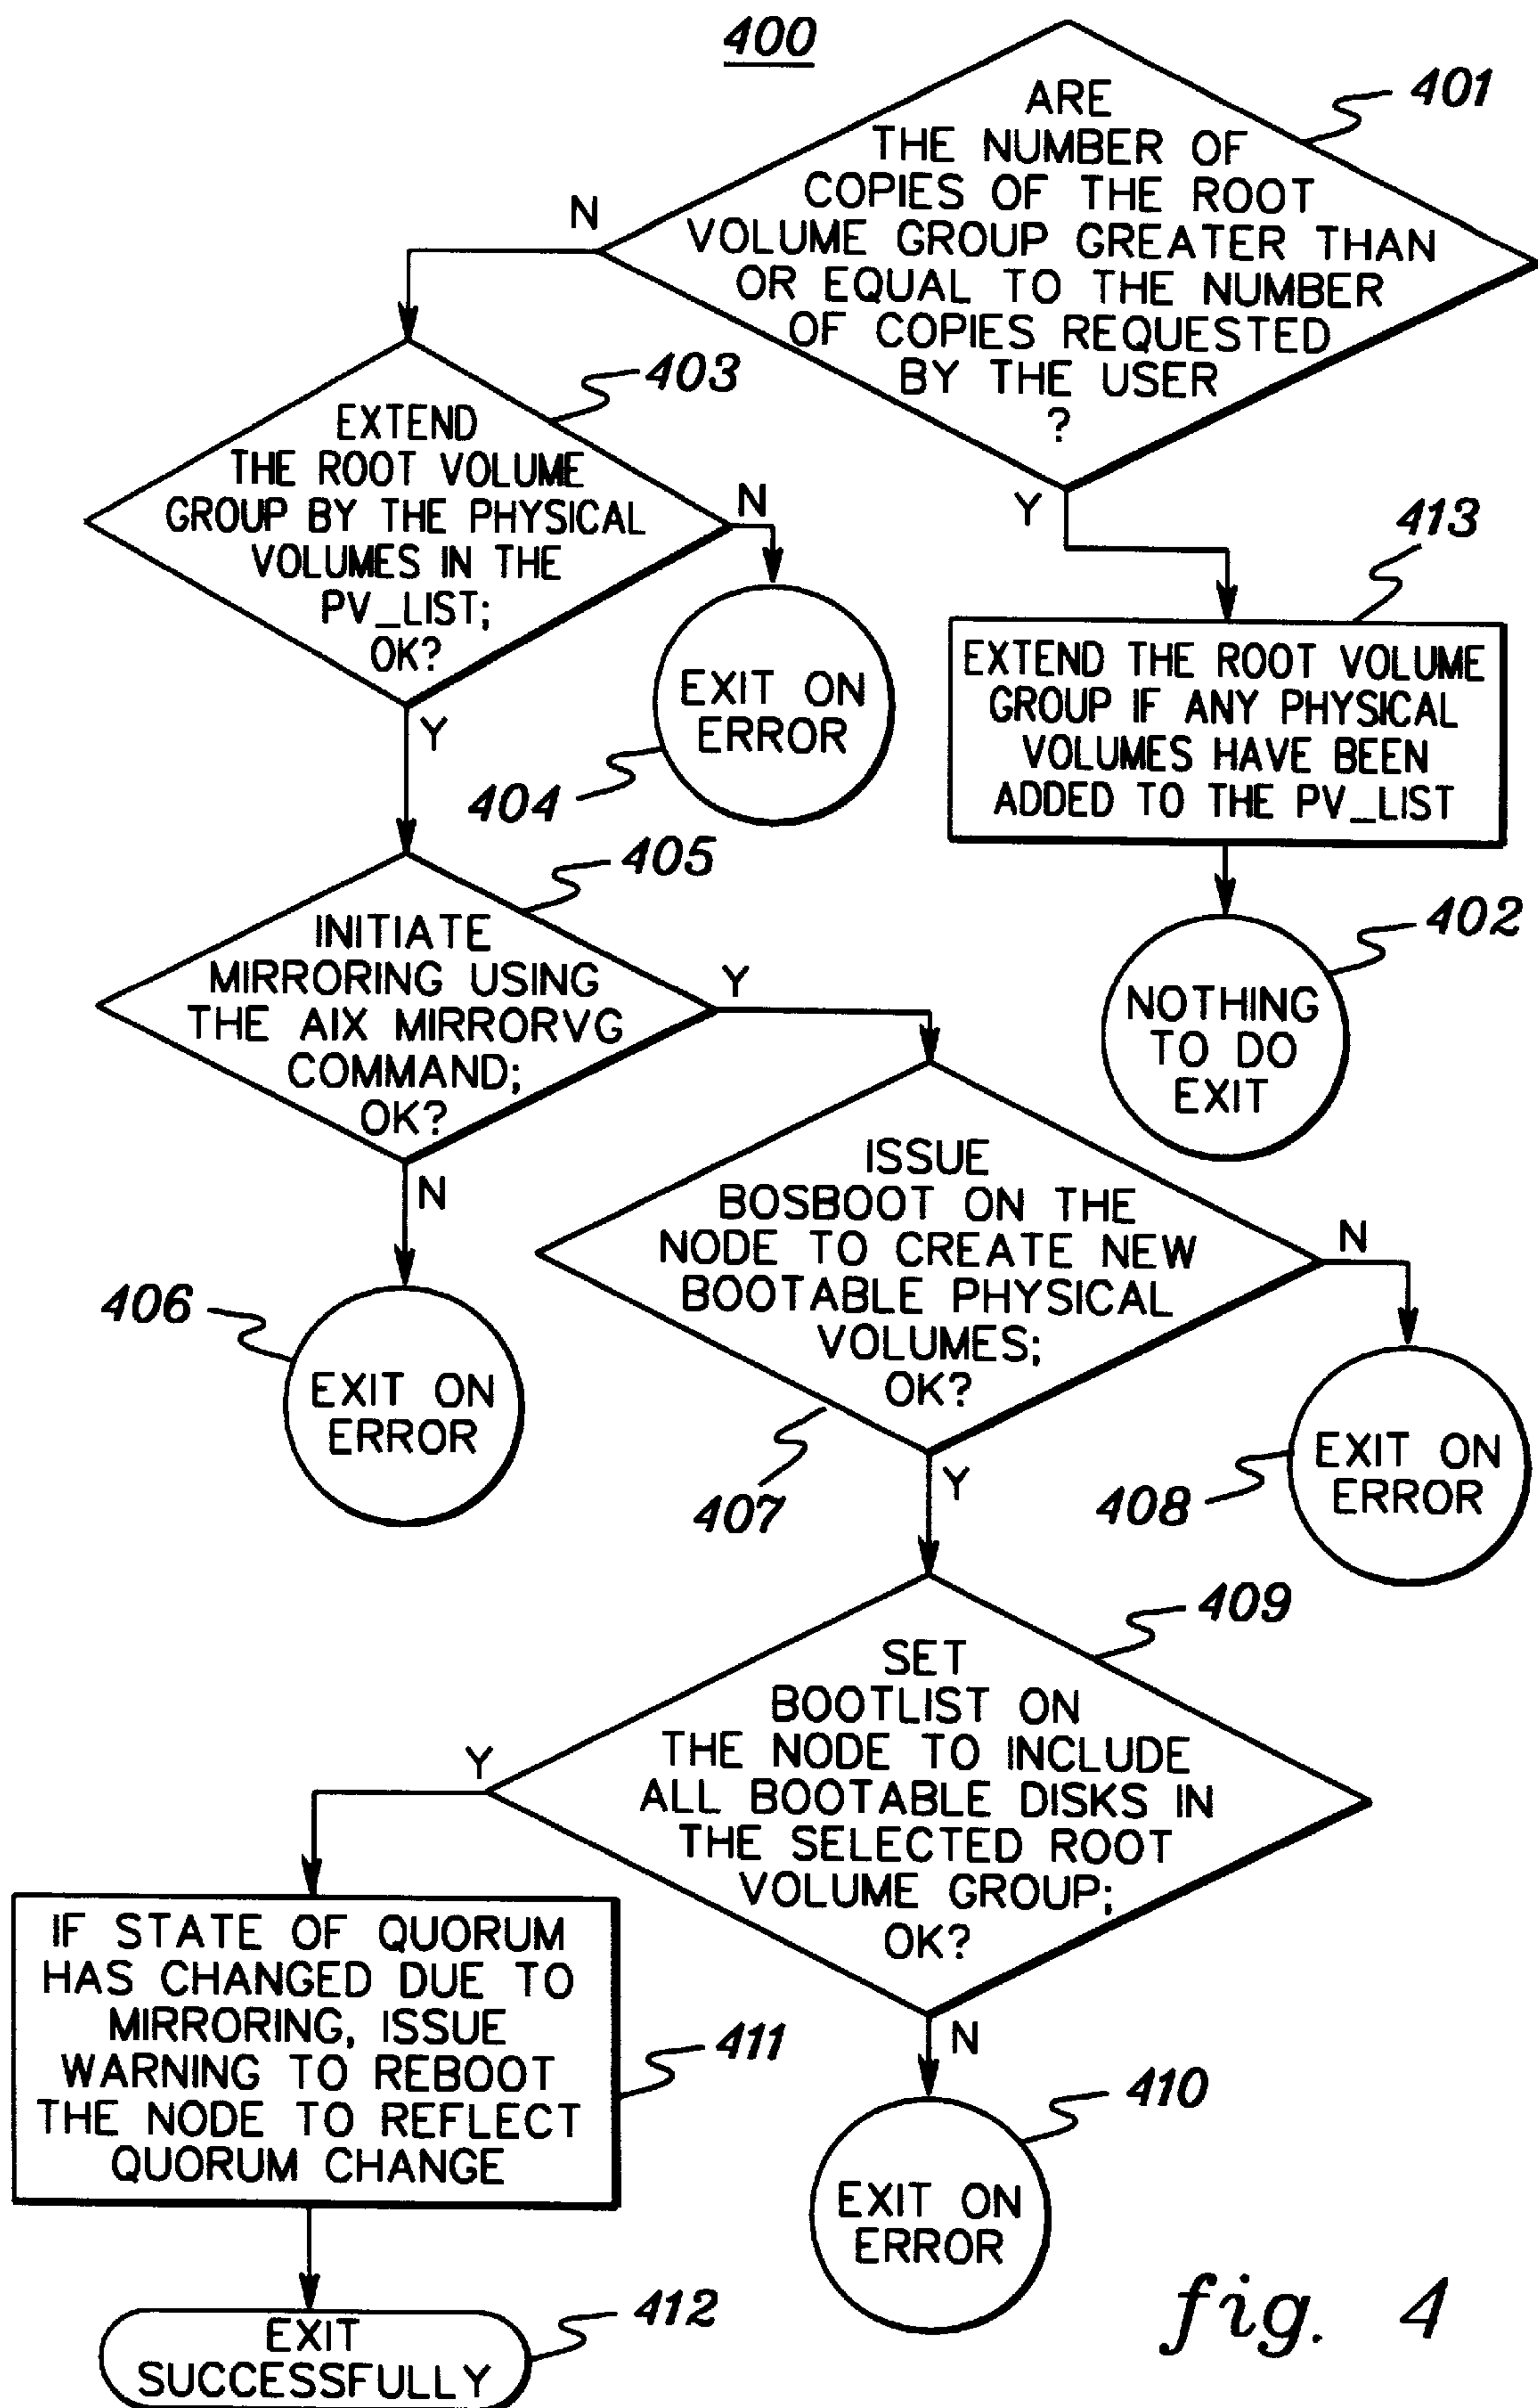 400
401
ARE
THE NUMBER OF
COPIES OF THE ROOT
VOLUME GROUP GREATER THAN
OR EQUAL TO THE NUMBER
OF COPIES REQUESTED
BY THE USER
?
N
Y
403
EXTEND
THE ROOT VOLUME
GROUP BY THE PHYSICAL
VOLUMES IN THE
PV_LIST;
OK?
N
Y
EXIT ON
ERROR
404
413
EXTEND THE ROOT VOLUME
GROUP IF ANY PHYSICAL
VOLUMES HAVE BEEN
ADDED TO THE PV_LIST
402
NOTHING
TO DO
EXIT
405
INITIATE
MIRRORING USING
THE AIX MIRRORVG
COMMAND;
OK?
Y
N
406
EXIT ON
ERROR
ISSUE
BOSBOOT ON THE
NODE TO CREATE NEW
BOOTABLE PHYSICAL
VOLUMES;
OK?
N
Y
407
408
EXIT ON
ERROR
409
SET
BOOTLIST ON
THE NODE TO INCLUDE
ALL BOOTABLE DISKS IN
THE SELECTED ROOT
VOLUME GROUP;
OK?
Y
N
IF STATE OF QUORUM
HAS CHANGED DUE TO
MIRRORING, ISSUE
WARNING TO REBOOT
THE NODE TO REFLECT
QUORUM CHANGE
411
410
EXIT ON
ERROR
412
EXIT
SUCCESSFULLY
fig. 4